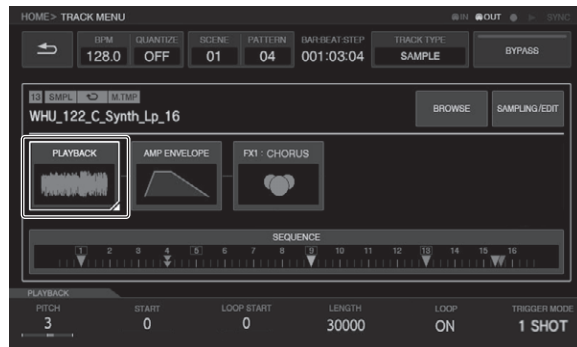 HOME> TRACK MENU IN OUT SYNC
BPM QUANTIZE SCENE PATTERN BAR:BEAT:STEP TRACK TYPE
128.0 OFF 01 04 001:03:04 SAMPLE BYPASS
13 SMPL M.TMP
WHU_122_C_Synth_Lp_16 BROWSE SAMPLING/EDIT
PLAYBACK AMP ENVELOPE FX1 : CHORUS
SEQUENCE
1 2 3 4 5 6 7 8 9 10 11 12 13 14 15 16
PLAYBACK
PITCH START LOOP START LENGTH LOOP TRIGGER MODE
3 0 0 30000 ON 1 SHOT